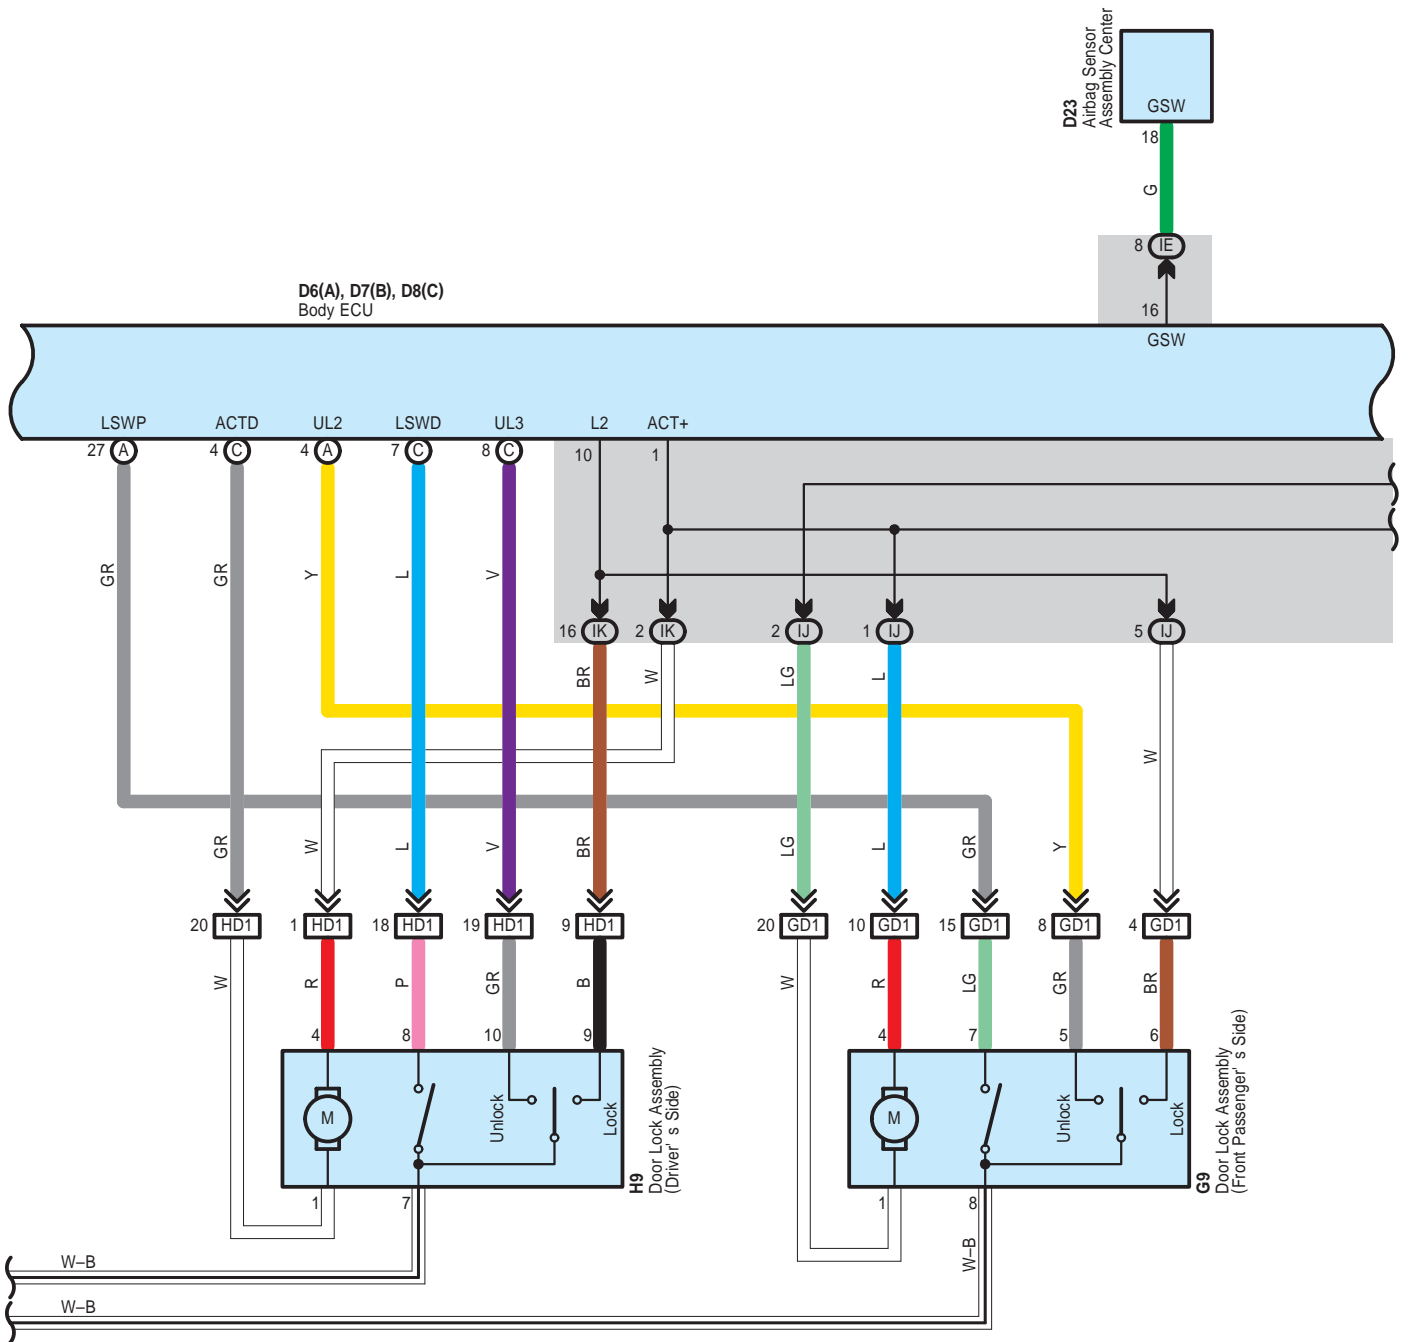 D23
Airbag Sensor
Assembly Center
GSW
18
G
8 IE
16
GSW
D6(A), D7(B), D8(C)
Body ECU
LSWP ACTD UL2 LSWD UL3 L2 ACT+
27 A 4 C 4 A 7 C 8 C 10 1
GR GR Y L V
16 IK 2 IK 2 IJ 1 IJ 5 IJ
BR W LG L W
GR W L V BR LG L GR Y
20 HD1 1 HD1 18 HD1 19 HD1 9 HD1 20 GD1 10 GD1 15 GD1 8 GD1 4 GD1
W R P GR B W R LG GR BR
4 8 10 9 4 7 5 6
M Unlock Lock
H9
Door Lock Assembly
(Driver' s Side)
M Unlock Lock
G9
Door Lock Assembly
(Front Passenger' s Side)
1 7 1 8
W–B
W–B
W–B